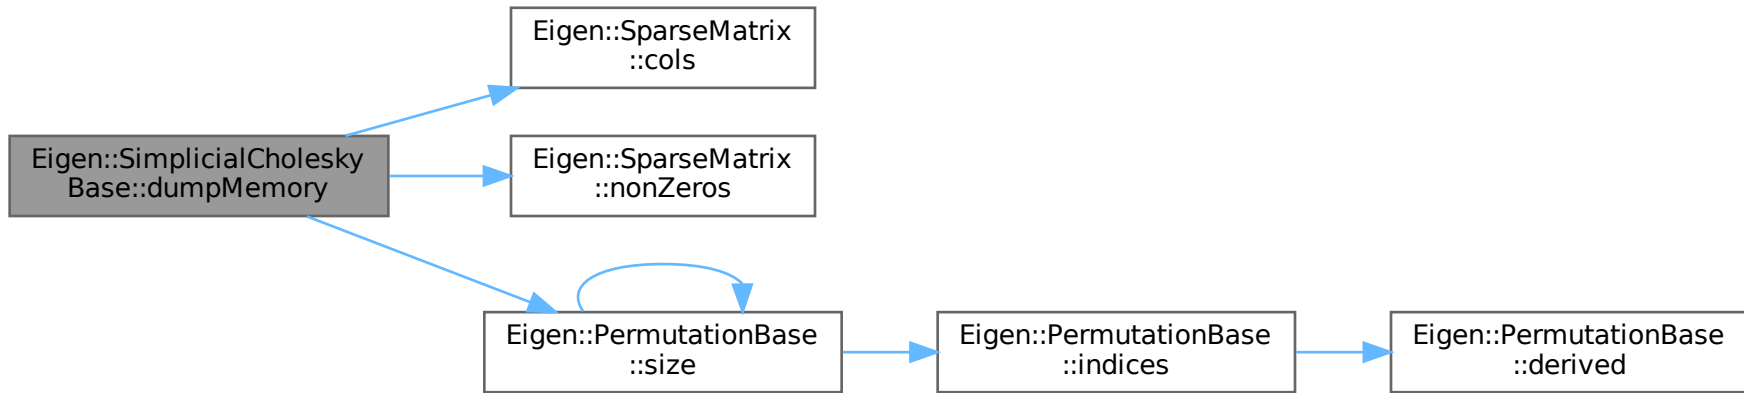 Eigen::SparseMatrix
::cols
Eigen::SimplicialCholesky
Base::dumpMemory
Eigen::SparseMatrix
::nonZeros
Eigen::PermutationBase
::size
Eigen::PermutationBase
::indices
Eigen::PermutationBase
::derived